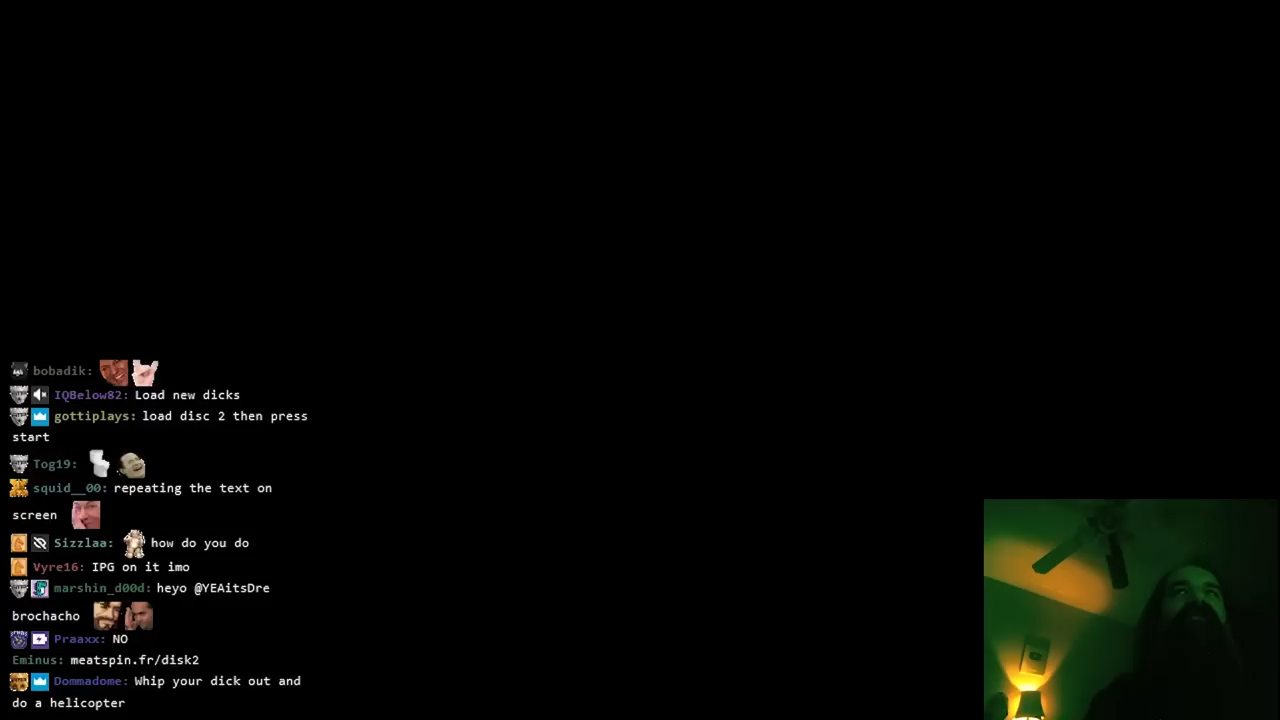 bobadik:
IQBelow82: Load new dicks
gottiplays: load disc 2 then press
start
Tog19:
squid__00: repeating the text on
screen
Sizzlaa: how do you do
Vyre16: IPG on it imo
marshin_d00d: heyo @YEAitsDre
brochacho
Praaxx: NO
Eminus: meatspin.fr/disk2
Dommadome: Whip your dick out and
do a helicopter